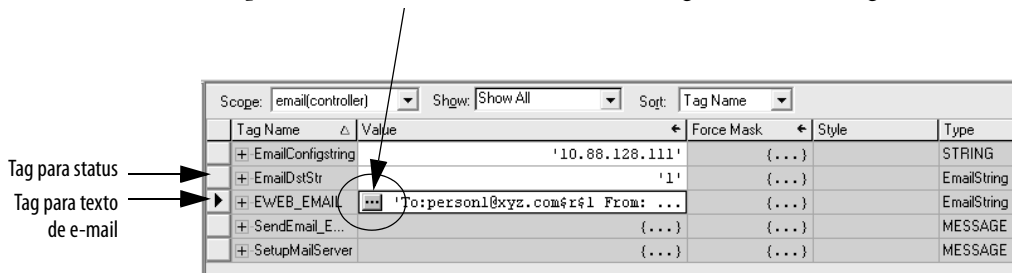 Scope: email(controller) Show: Show All Sort: Tag Name
Tag Name Value Force Mask Style Type
EmailConfigstring '10.88.128.111' {...} STRING
Tag para status
EmailDstStr '1' {...} EmailString
Tag para texto de e-mail
EWEB_EMAIL ... 'To:person1@xyz.com$r$l From: ... {...} EmailString
SendEmail_E... {...} {...} MESSAGE
SetupMailServer {...} {...} MESSAGE